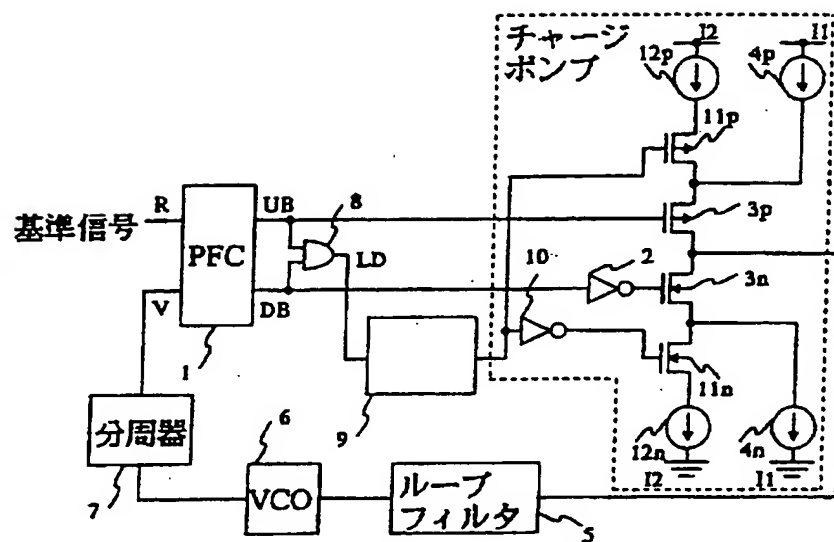 チャージ
ポンプ
I2
I1
12p
4p
11p
3p
基準信号
R
UB
8
PFC
LD
10
2
3n
V
DB
1
9
11n
分周器
7
6
VCO
ループ
フィルタ
5
12n
4n
I2
I1